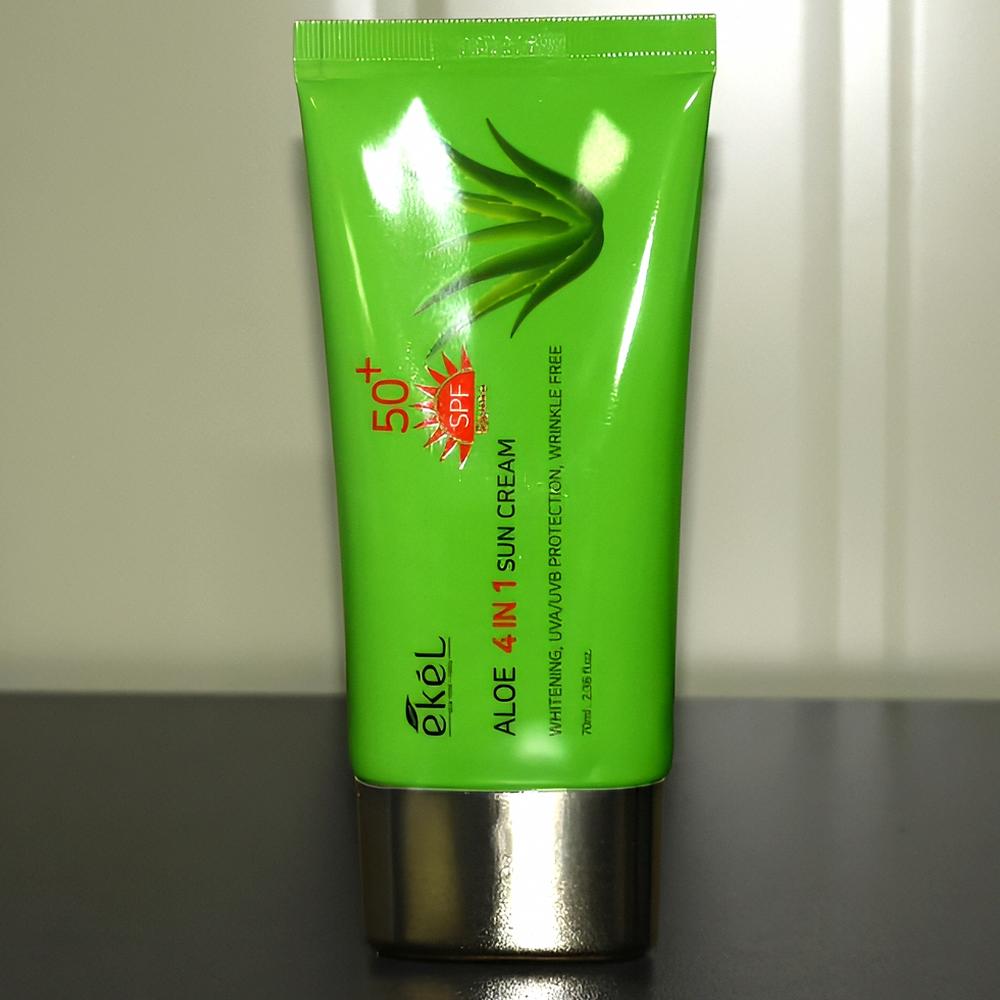 50+
SPF
ekéL
ALOE 4 IN 1 SUN CREAM
WHITENING, UVA/UVB PROTECTION, WRINKLE FREE
70ml 2.36 fl.oz